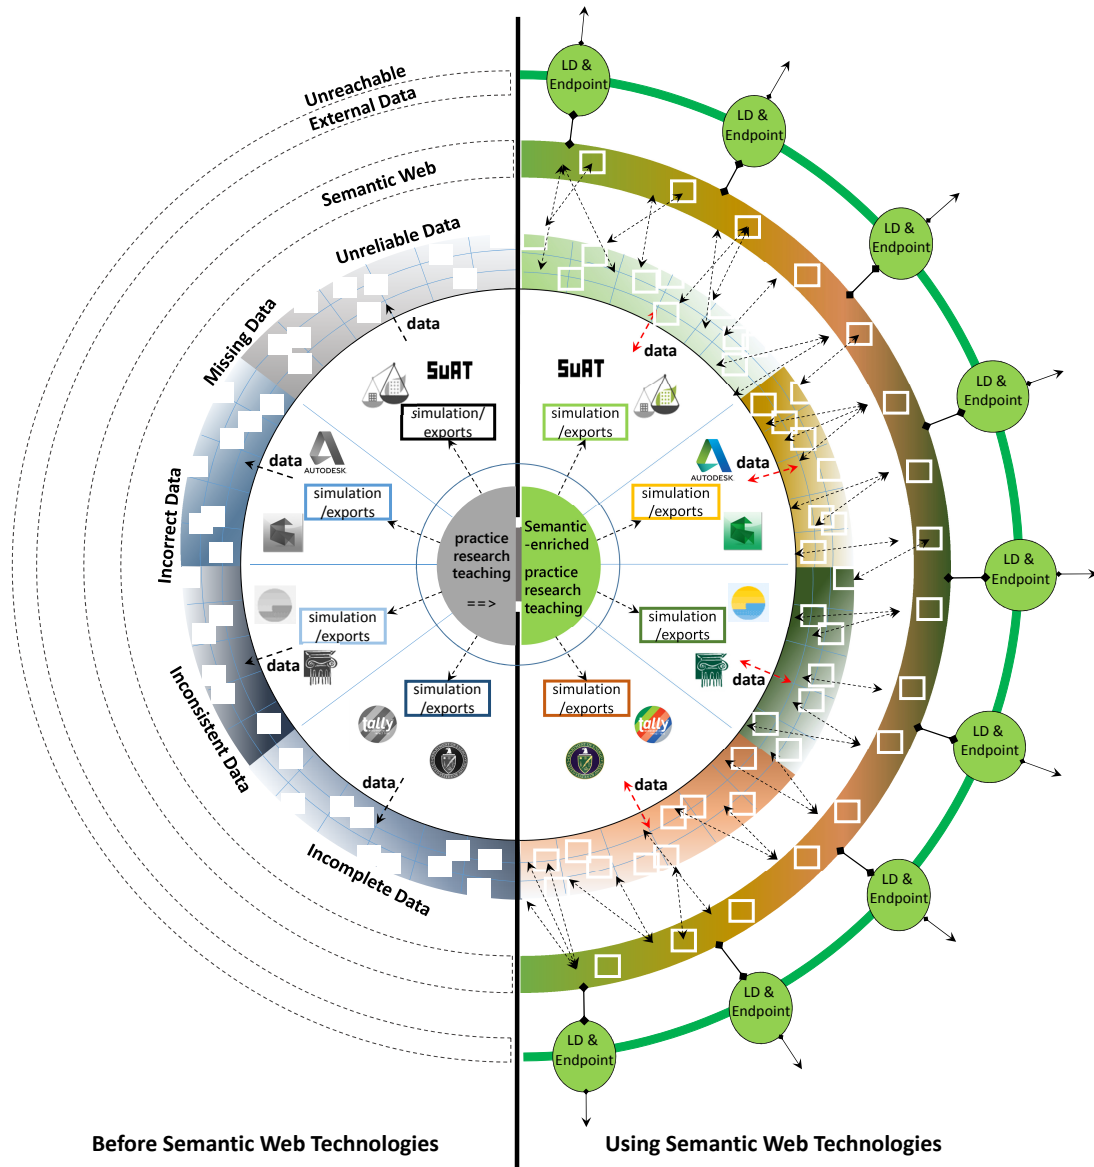 Unreachable
External Data
Semantic Web
Unreliable Data
Missing Data
Incorrect Data
Inconsistent Data
Incomplete Data
data
SuAT
simulation/
exports
AUTODESK
data
simulation
/exports
simulation
/exports
data
simulation
/exports
tally
data
practice
research
teaching
==>
Semantic
-enriched
practice
research
teaching
SuAT
data
simulation
/exports
AUTODESK
data
simulation
/exports
simulation
/exports
data
simulation
/exports
tally
data
LD &
Endpoint
LD &
Endpoint
LD &
Endpoint
LD &
Endpoint
LD &
Endpoint
LD &
Endpoint
LD &
Endpoint
LD &
Endpoint
LD &
Endpoint
Before Semantic Web Technologies
Using Semantic Web Technologies